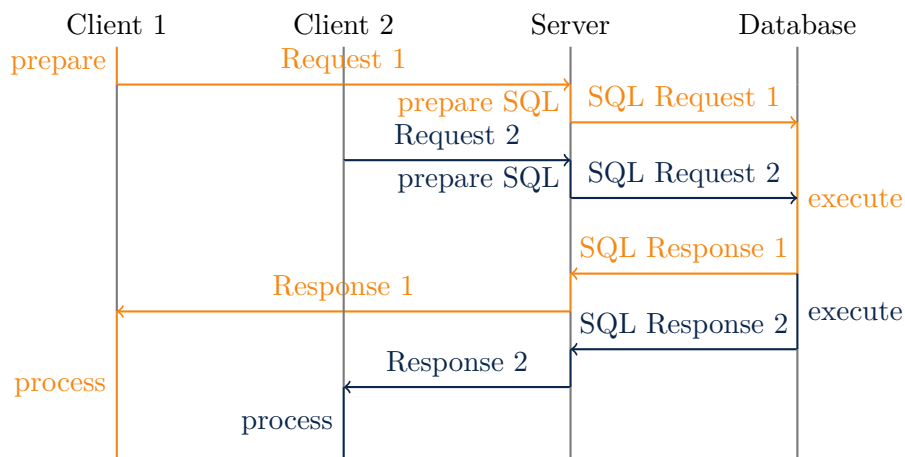 Client 1
Client 2
Server
Database
prepare
Request 1
prepare SQL
SQL Request 1
Request 2
prepare SQL
SQL Request 2
execute
SQL Response 1
Response 1
execute
SQL Response 2
Response 2
process
process